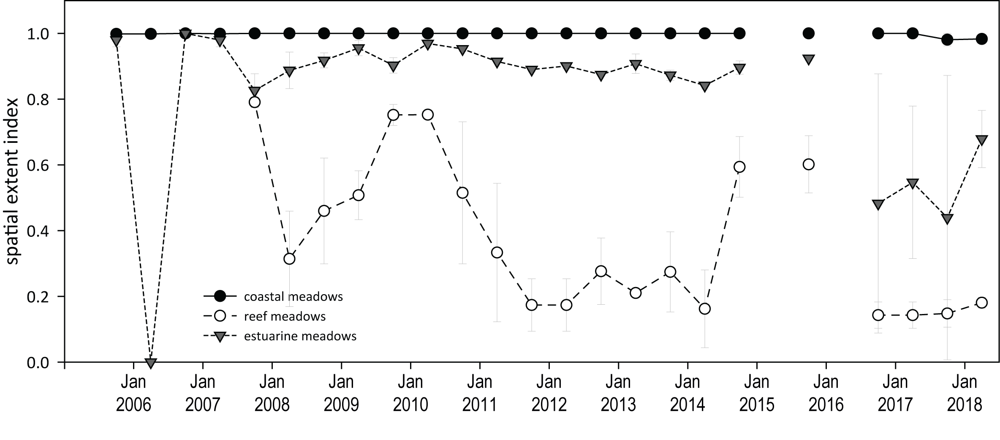 spatial extent index
1.0
0.8
0.6
0.4
0.2
0.0
coastal meadows
reef meadows
estuarine meadows
Jan Jan Jan Jan Jan Jan Jan Jan Jan Jan Jan Jan Jan
2006 2007 2008 2009 2010 2011 2012 2013 2014 2015 2016 2017 2018